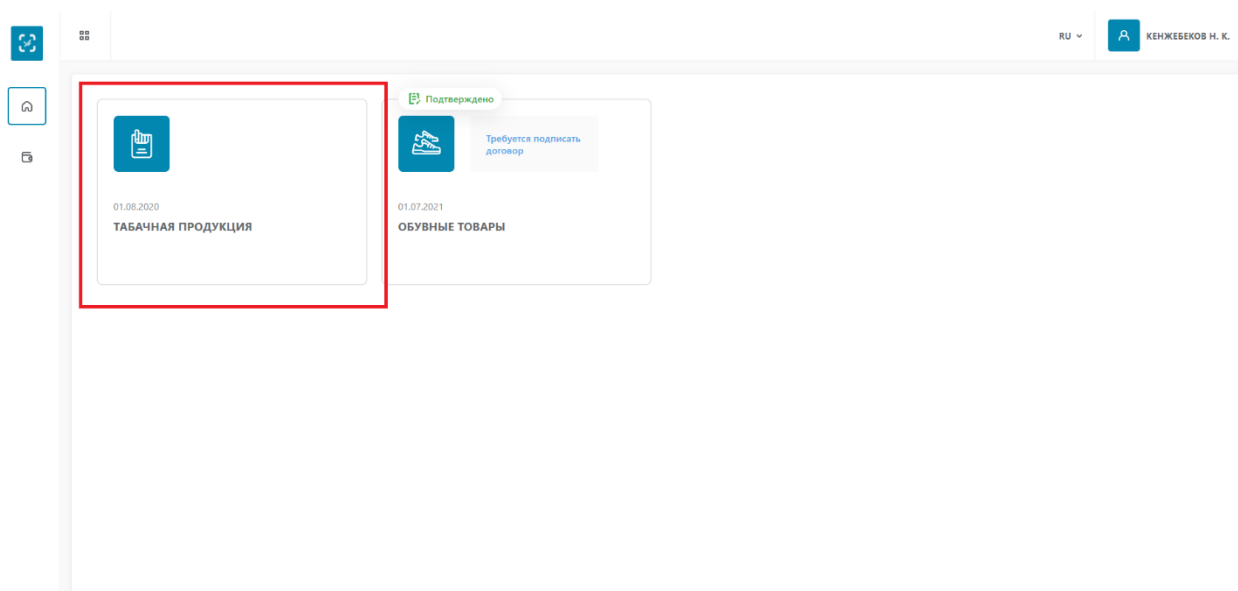 RU
КЕНЖЕБЕКОВ Н. К.
Подтверждено
Требуется подписать
договор
01.08.2020
ТАБАЧНАЯ ПРОДУКЦИЯ
01.07.2021
ОБУВНЫЕ ТОВАРЫ